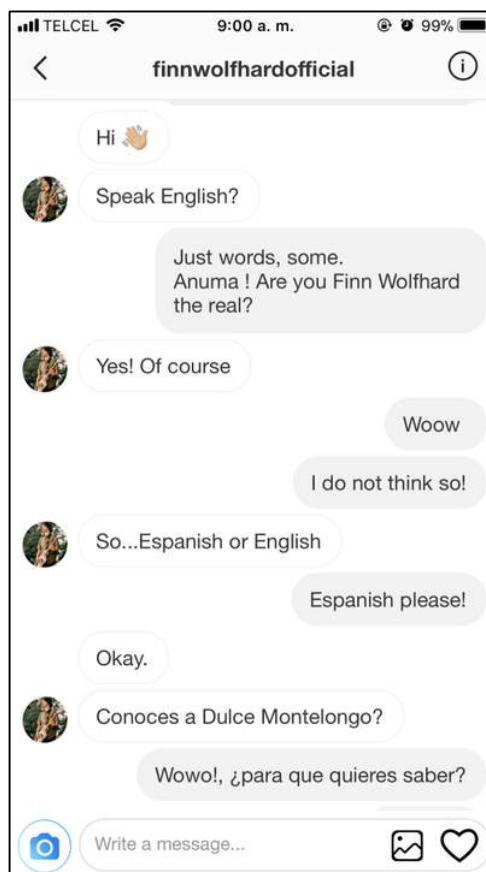 TELCEL 9:00 a. m. 99%
finnwolfhardofficial
Hi 👋🏼
Speak English?
Just words, some.
Anuma ! Are you Finn Wolfhard
the real?
Yes! Of course
Woow
I do not think so!
So...Espanish or English
Espanish please!
Okay.
Conoces a Dulce Montelongo?
Wowo!, ¿para que quieres saber?
Write a message...